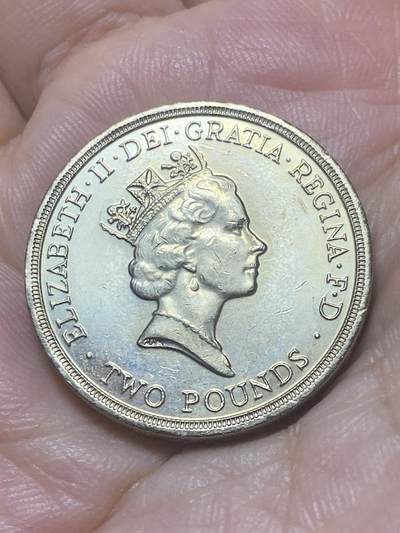 ELIZABETH · II · DEI · GRATIA · REGINA · F · D ·
TWO POUNDS ·